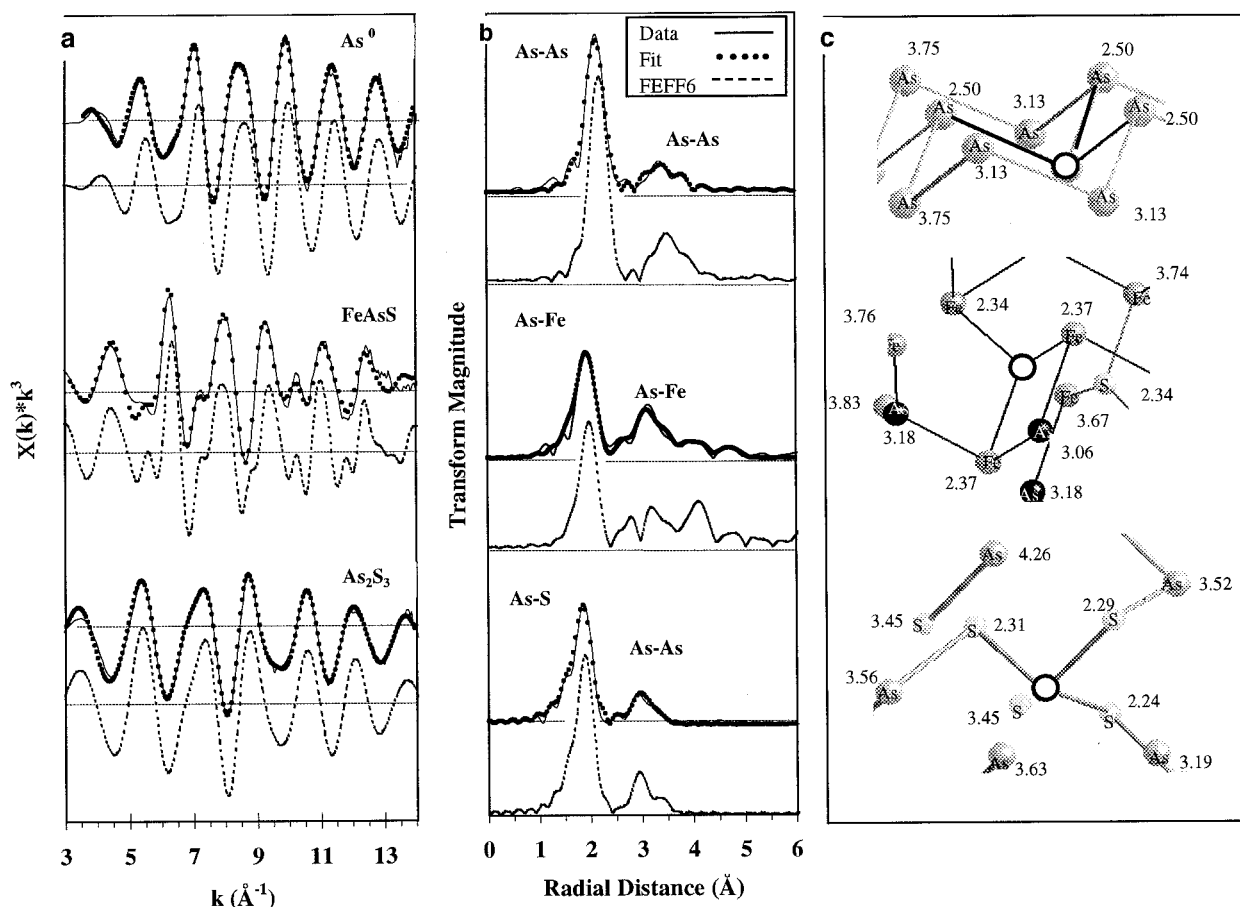 a
As⁰
FeAsS
As₂S₃
X(k)*k³
3 5 7 9 11 13
k (Å⁻¹)
b
Data
Fit
FEFF6
As-As
As-As
As-Fe
As-Fe
As-S
As-As
Transform Magnitude
0 1 2 3 4 5 6
Radial Distance (Å)
c
3.75
2.50
As
As
2.50
3.13
As
As
2.50
As
3.13
As
As
3.75
3.13
3.74
Fe
2.34
Fe
2.37
3.76
Fe
3.83
As
Fe
S
2.34
3.67
3.18
3.06
Fe
2.37
As
3.18
As
4.26
3.52
As
3.45
S
2.31
S
2.29
S
3.56
As
3.45
S
2.24
S
As
3.63
As
3.19